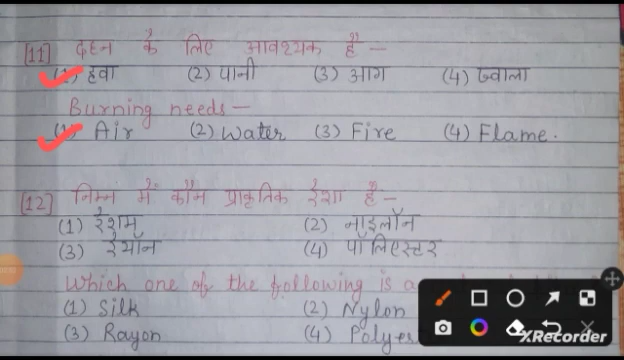 [11] दहन के लिए आवश्यक है –
(1) हवा (2) पानी (3) आग (4) ज्वाला
Burning needs –
(1) Air (2) Water (3) Fire (4) Flame.
[12] निम्न में कौन प्राकृतिक रेशा है –
(1) रेशम (2) नाइलॉन
(3) रेयॉन (4) पॉलिएस्टर
Which one of the following is a
(1) Silk (2) Nylon
(3) Rayon (4) Polyes
XRecorder